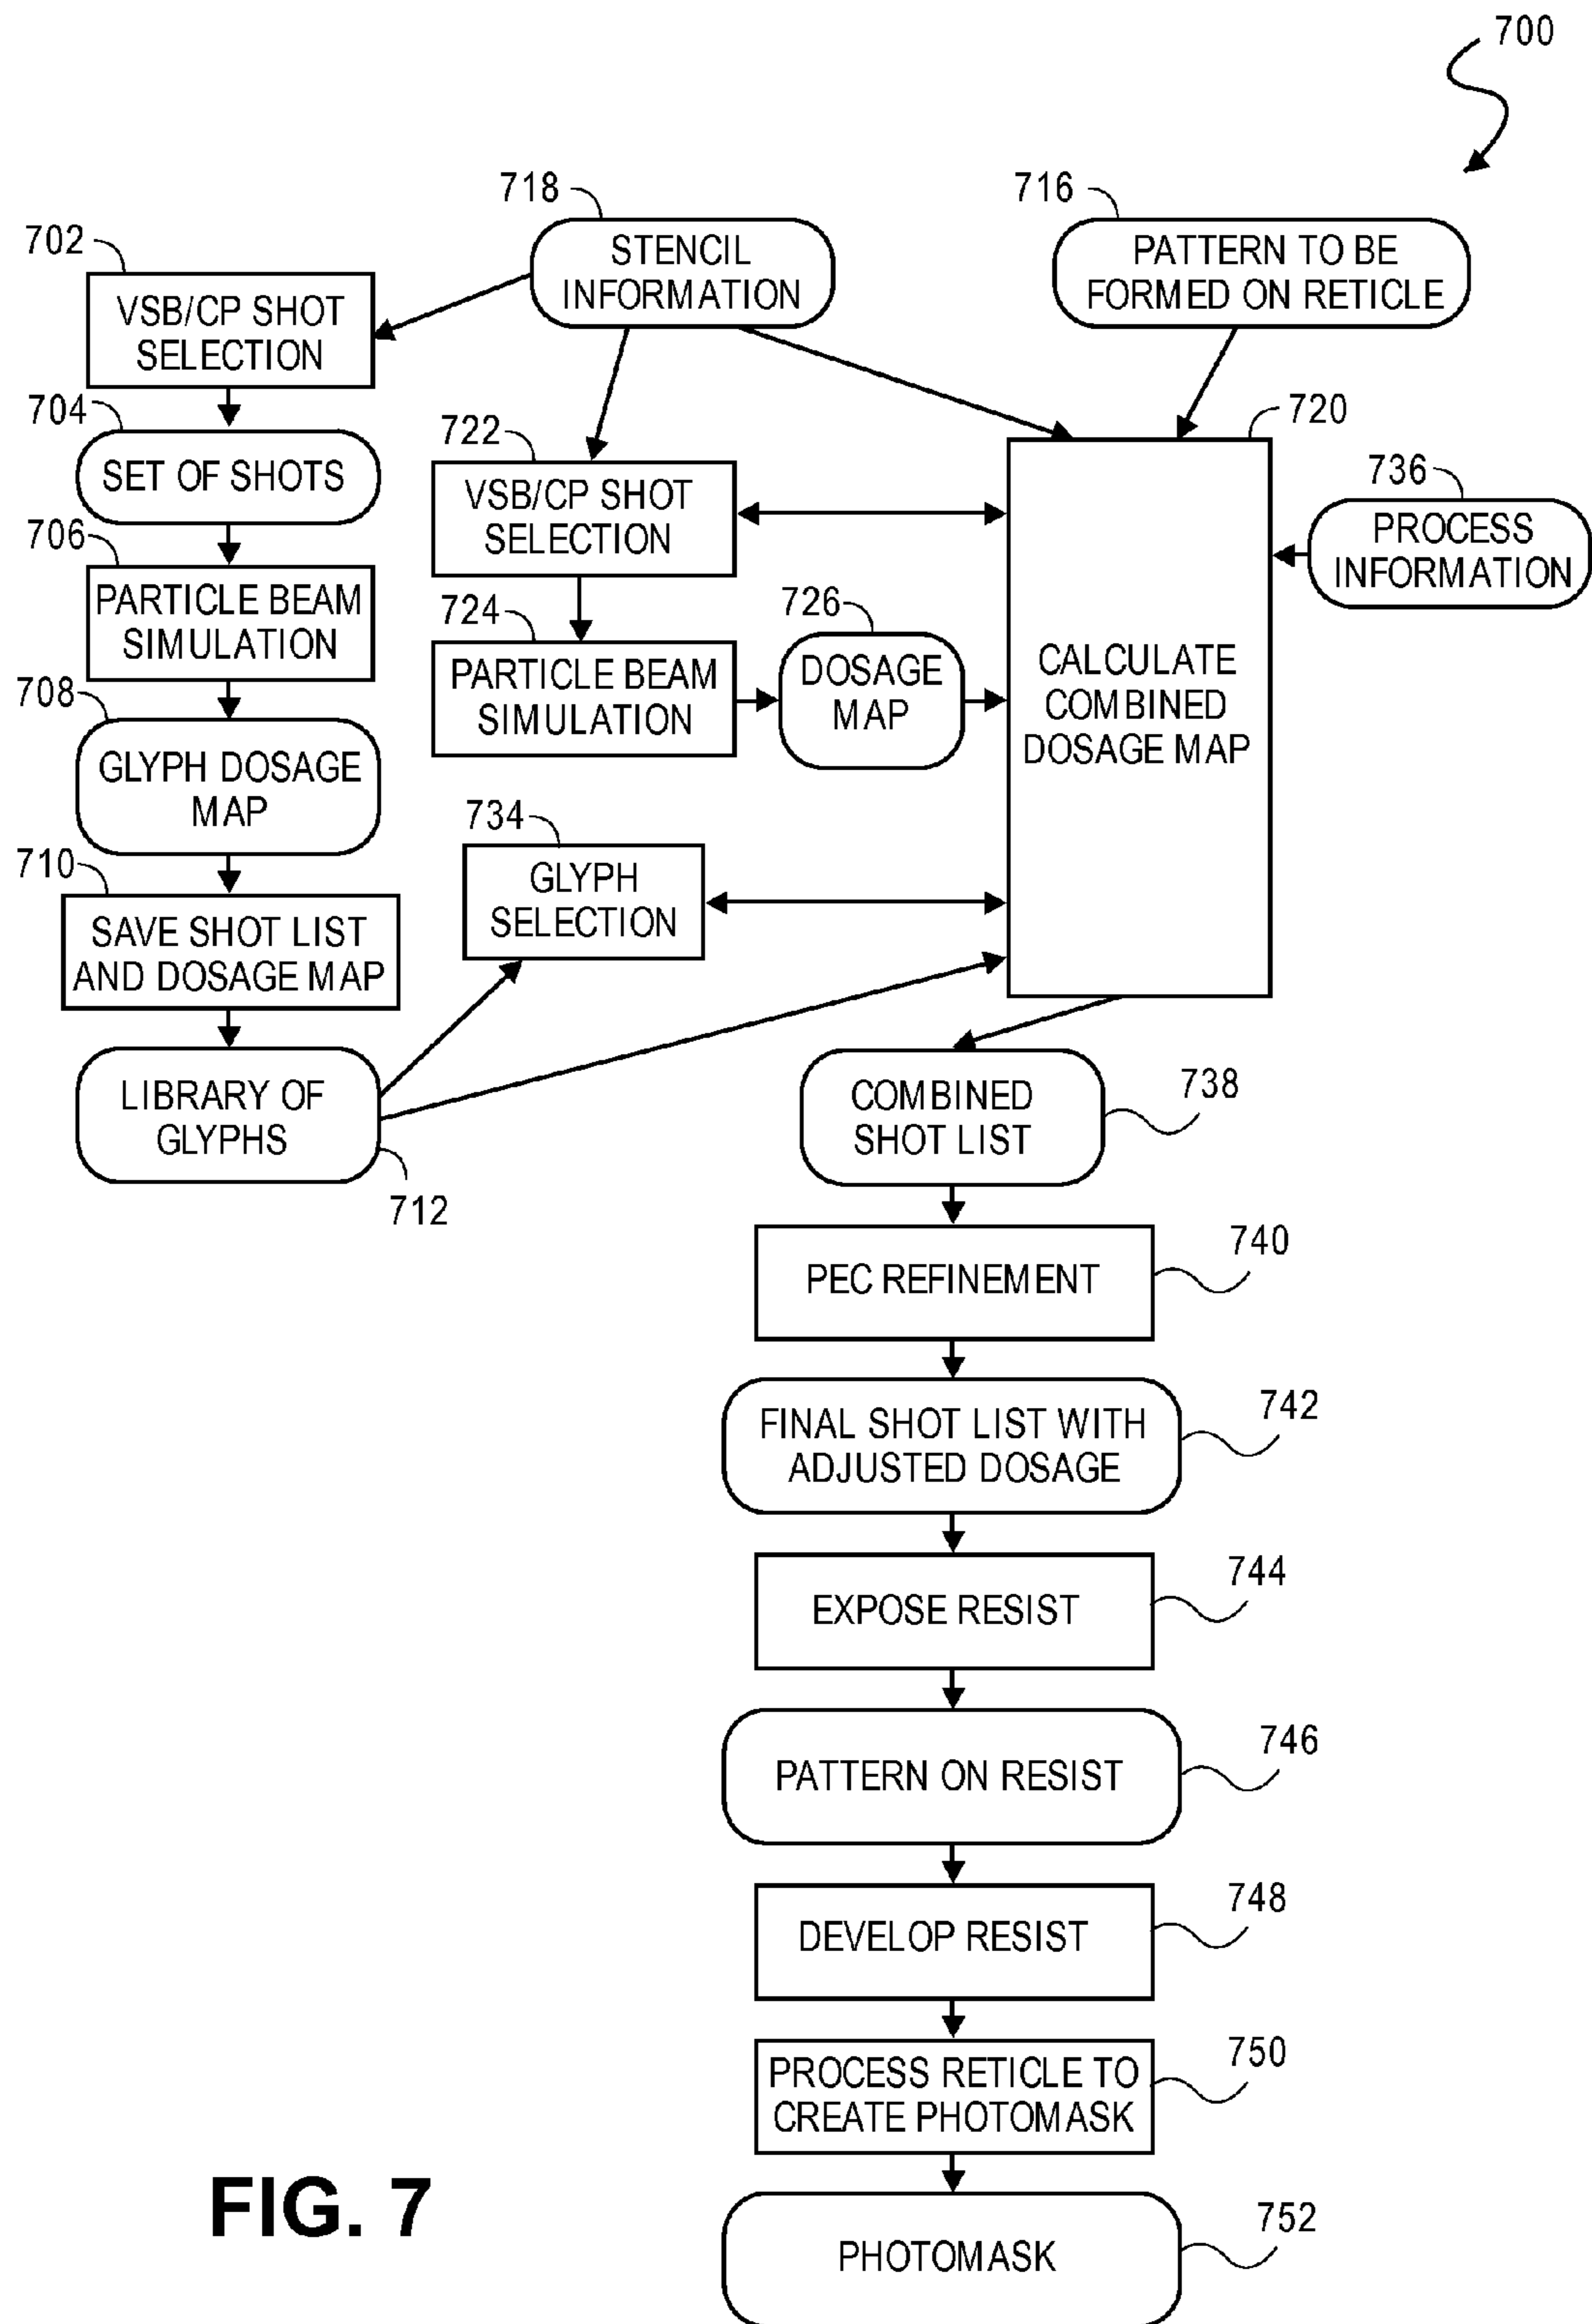 700
718
716
702
STENCIL
INFORMATION
PATTERN TO BE
FORMED ON RETICLE
VSB/CP SHOT
SELECTION
704
722
720
SET OF SHOTS
VSB/CP SHOT
SELECTION
736
PROCESS
INFORMATION
706
PARTICLE BEAM
SIMULATION
724
726
PARTICLE BEAM
SIMULATION
DOSAGE
MAP
CALCULATE
COMBINED
DOSAGE MAP
708
GLYPH DOSAGE
MAP
734
GLYPH
SELECTION
710
SAVE SHOT LIST
AND DOSAGE MAP
LIBRARY OF
GLYPHS
712
COMBINED
SHOT LIST
738
PEC REFINEMENT
740
FINAL SHOT LIST WITH
ADJUSTED DOSAGE
742
EXPOSE RESIST
744
PATTERN ON RESIST
746
DEVELOP RESIST
748
PROCESS RETICLE TO
CREATE PHOTOMASK
750
PHOTOMASK
752
FIG. 7